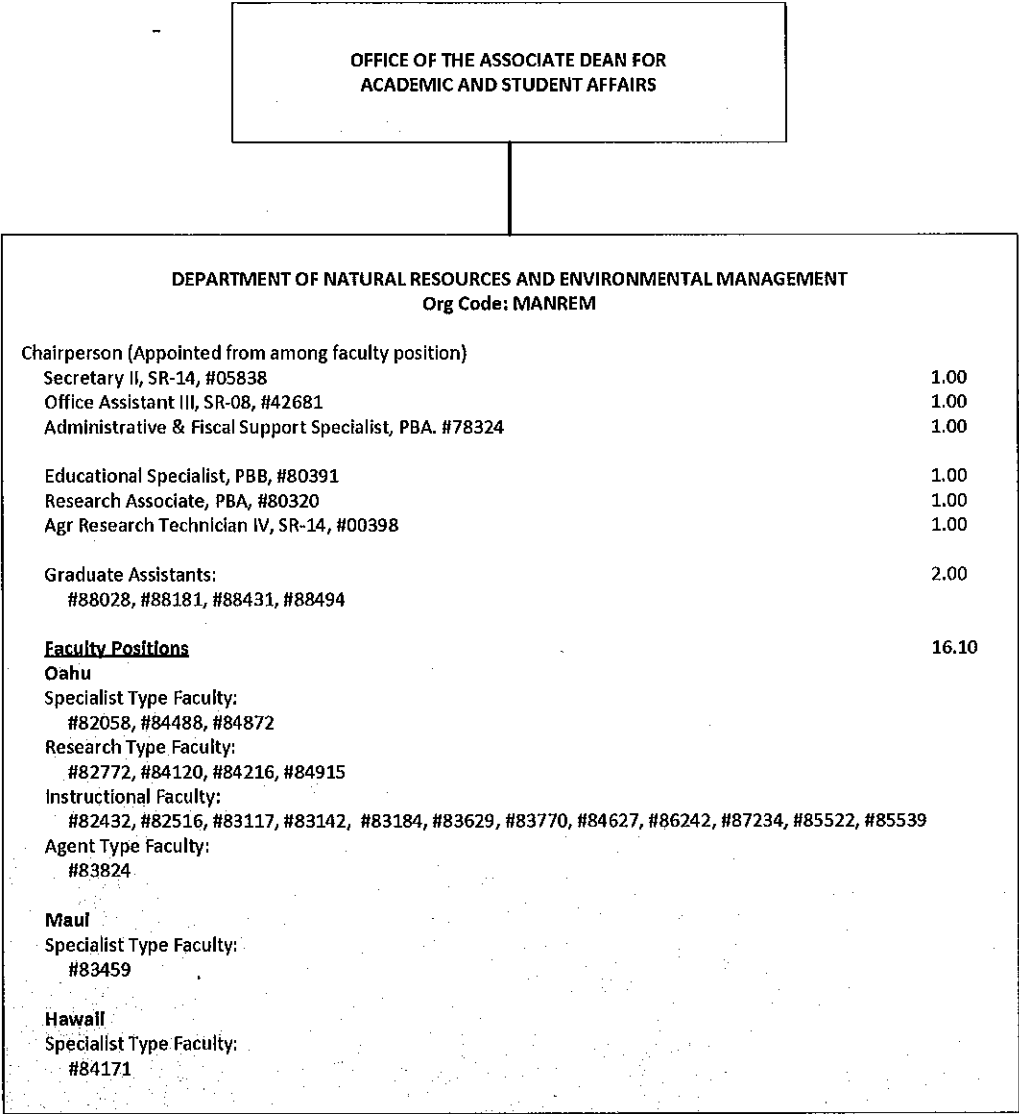 OFFICE OF THE ASSOCIATE DEAN FOR
ACADEMIC AND STUDENT AFFAIRS
DEPARTMENT OF NATURAL RESOURCES AND ENVIRONMENTAL MANAGEMENT
Org Code: MANREM
Chairperson (Appointed from among faculty position)
Secretary II, SR-14, #05838 1.00
Office Assistant III, SR-08, #42681 1.00
Administrative & Fiscal Support Specialist, PBA. #78324 1.00
Educational Specialist, PBB, #80391 1.00
Research Associate, PBA, #80320 1.00
Agr Research Technician IV, SR-14, #00398 1.00
Graduate Assistants: 2.00
#88028, #88181, #88431, #88494
Faculty Positions 16.10
Oahu
Specialist Type Faculty:
#82058, #84488, #84872
Research Type Faculty:
#82772, #84120, #84216, #84915
Instructional Faculty:
#82432, #82516, #83117, #83142, #83184, #83629, #83770, #84627, #86242, #87234, #85522, #85539
Agent Type Faculty:
#83824
Maui
Specialist Type Faculty:
#83459
Hawaii
Specialist Type Faculty:
#84171